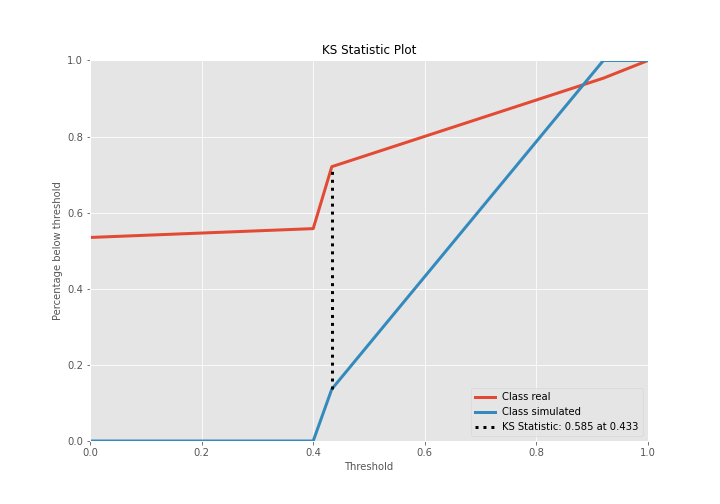 KS Statistic Plot
1.0
0.8
0.6
0.4
0.2
0.0
Percentage below threshold
Class real
Class simulated
KS Statistic: 0.585 at 0.433
0.0 0.2 0.4 0.6 0.8 1.0
Threshold